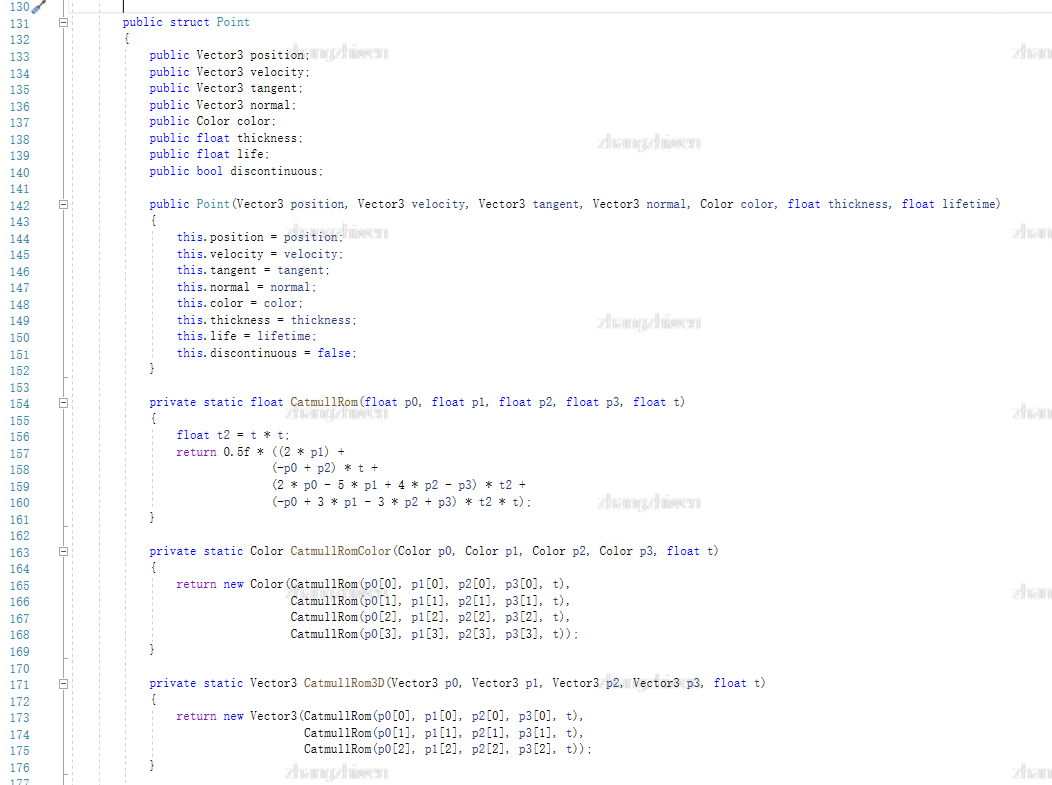 130
131 public struct Point
132 {
133 public Vector3 position;
134 public Vector3 velocity;
135 public Vector3 tangent;
136 public Vector3 normal;
137 public Color color;
138 public float thickness;
139 public float life;
140 public bool discontinuous;
141
142 public Point(Vector3 position, Vector3 velocity, Vector3 tangent, Vector3 normal, Color color, float thickness, float lifetime)
143 {
144 this.position = position;
145 this.velocity = velocity;
146 this.tangent = tangent;
147 this.normal = normal;
148 this.color = color;
149 this.thickness = thickness;
150 this.life = lifetime;
151 this.discontinuous = false;
152 }
153
154 private static float CatmullRom(float p0, float p1, float p2, float p3, float t)
155 {
156 float t2 = t * t;
157 return 0.5f * ((2 * p1) +
158 (-p0 + p2) * t +
159 (2 * p0 - 5 * p1 + 4 * p2 - p3) * t2 +
160 (-p0 + 3 * p1 - 3 * p2 + p3) * t2 * t);
161 }
162
163 private static Color CatmullRomColor(Color p0, Color p1, Color p2, Color p3, float t)
164 {
165 return new Color(CatmullRom(p0[0], p1[0], p2[0], p3[0], t),
166 CatmullRom(p0[1], p1[1], p2[1], p3[1], t),
167 CatmullRom(p0[2], p1[2], p2[2], p3[2], t),
168 CatmullRom(p0[3], p1[3], p2[3], p3[3], t));
169 }
170
171 private static Vector3 CatmullRom3D(Vector3 p0, Vector3 p1, Vector3 p2, Vector3 p3, float t)
172 {
173 return new Vector3(CatmullRom(p0[0], p1[0], p2[0], p3[0], t),
174 CatmullRom(p0[1], p1[1], p2[1], p3[1], t),
175 CatmullRom(p0[2], p1[2], p2[2], p3[2], t));
176 }
177